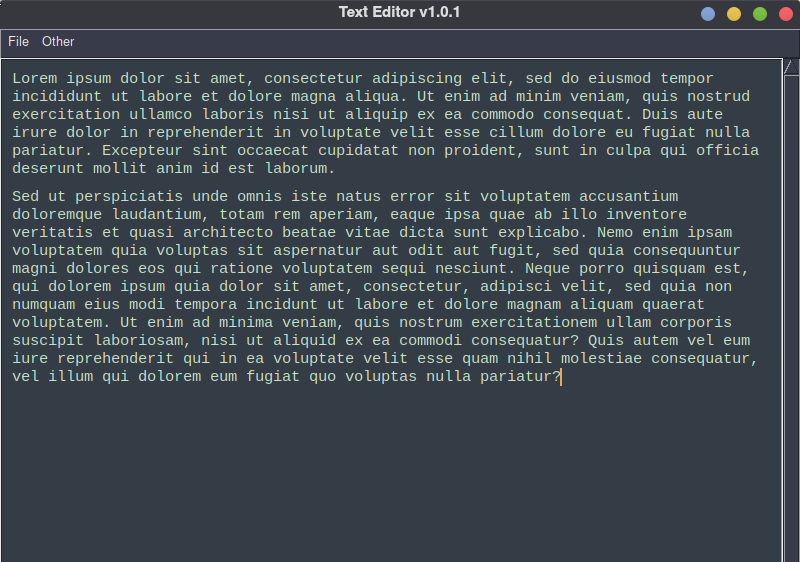 Text Editor v1.0.1
File Other
Lorem ipsum dolor sit amet, consectetur adipiscing elit, sed do eiusmod tempor
incididunt ut labore et dolore magna aliqua. Ut enim ad minim veniam, quis nostrud
exercitation ullamco laboris nisi ut aliquip ex ea commodo consequat. Duis aute
irure dolor in reprehenderit in voluptate velit esse cillum dolore eu fugiat nulla
pariatur. Excepteur sint occaecat cupidatat non proident, sunt in culpa qui officia
deserunt mollit anim id est laborum.
Sed ut perspiciatis unde omnis iste natus error sit voluptatem accusantium
doloremque laudantium, totam rem aperiam, eaque ipsa quae ab illo inventore
veritatis et quasi architecto beatae vitae dicta sunt explicabo. Nemo enim ipsam
voluptatem quia voluptas sit aspernatur aut odit aut fugit, sed quia consequuntur
magni dolores eos qui ratione voluptatem sequi nesciunt. Neque porro quisquam est,
qui dolorem ipsum quia dolor sit amet, consectetur, adipisci velit, sed quia non
numquam eius modi tempora incidunt ut labore et dolore magnam aliquam quaerat
voluptatem. Ut enim ad minima veniam, quis nostrum exercitationem ullam corporis
suscipit laboriosam, nisi ut aliquid ex ea commodi consequatur? Quis autem vel eum
iure reprehenderit qui in ea voluptate velit esse quam nihil molestiae consequatur,
vel illum qui dolorem eum fugiat quo voluptas nulla pariatur?